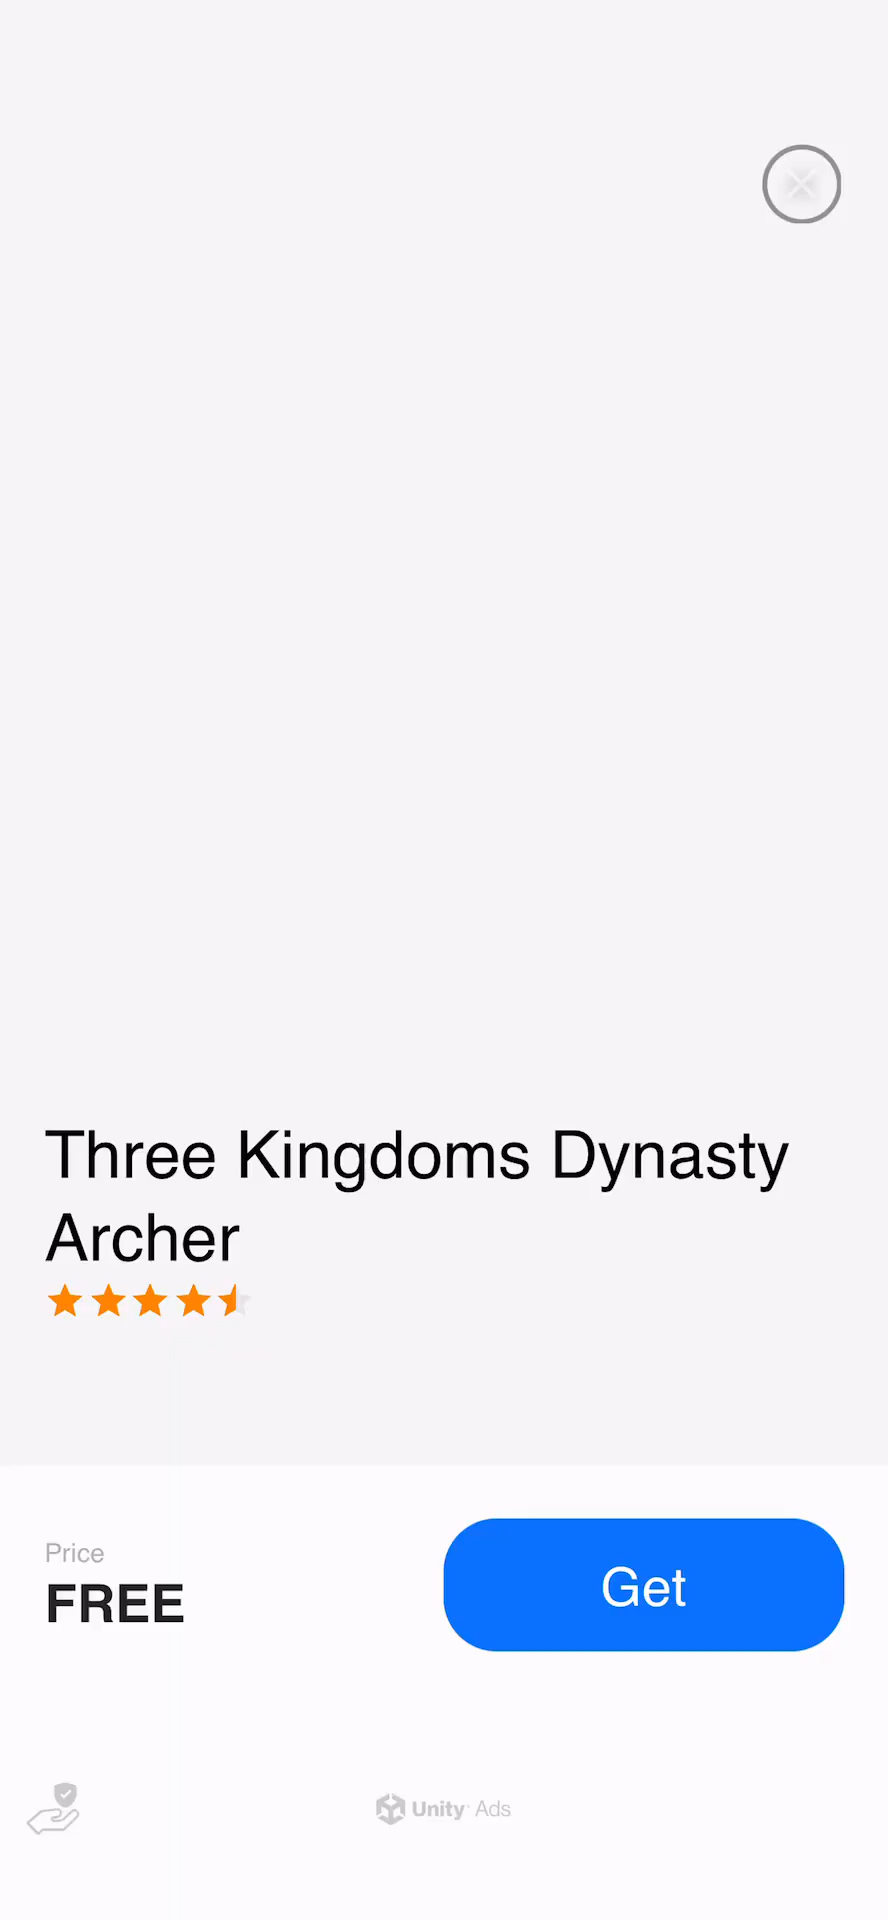 Three Kingdoms Dynasty
Archer
Price
FREE
Get
Unity Ads